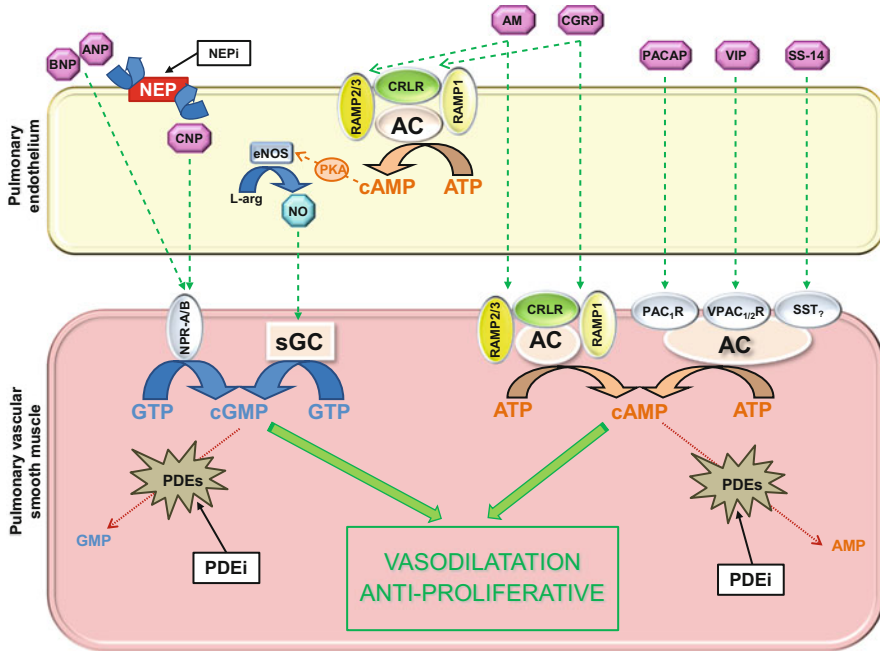 AM
CGRP
BNP
ANP
NEPi
PACAP
VIP
SS-14
NEP
CNP
RAMP2/3
CRLR
RAMP1
AC
eNOS
PKA
cAMP
ATP
L-arg
NO
Pulmonary
endothelium
NPR-A/B
sGC
RAMP2/3
CRLR
RAMP1
AC
PAC₁R
VPAC₁/₂R
SST?
AC
GTP
cGMP
GTP
ATP
cAMP
ATP
PDEs
PDEs
GMP
AMP
PDEi
PDEi
VASODILATATION
ANTI-PROLIFERATIVE
Pulmonary vascular
smooth muscle